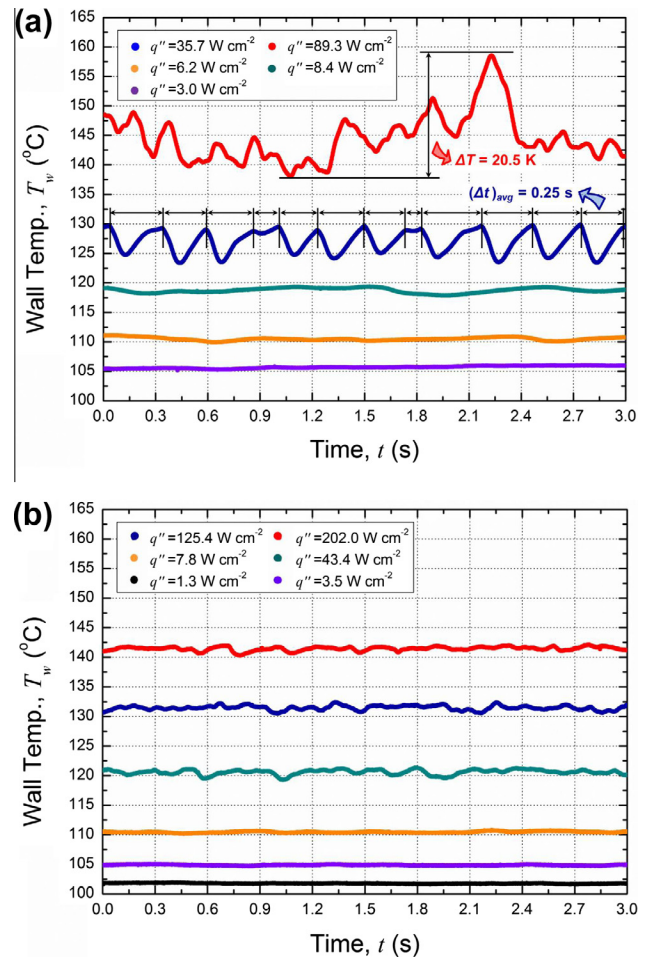 (a)
165
160
155
150
145
140
135
130
125
120
115
110
105
100
Wall Temp., T_w (°C)
q″=35.7 W cm⁻² q″=89.3 W cm⁻²
q″=6.2 W cm⁻² q″=8.4 W cm⁻²
q″=3.0 W cm⁻²
ΔT = 20.5 K
(Δt)avg = 0.25 s
0.0 0.3 0.6 0.9 1.2 1.5 1.8 2.1 2.4 2.7 3.0
Time, t (s)
(b)
165
160
155
150
145
140
135
130
125
120
115
110
105
100
Wall Temp., T_w (°C)
q″=125.4 W cm⁻² q″=202.0 W cm⁻²
q″=7.8 W cm⁻² q″=43.4 W cm⁻²
q″=1.3 W cm⁻² q″=3.5 W cm⁻²
0.0 0.3 0.6 0.9 1.2 1.5 1.8 2.1 2.4 2.7 3.0
Time, t (s)